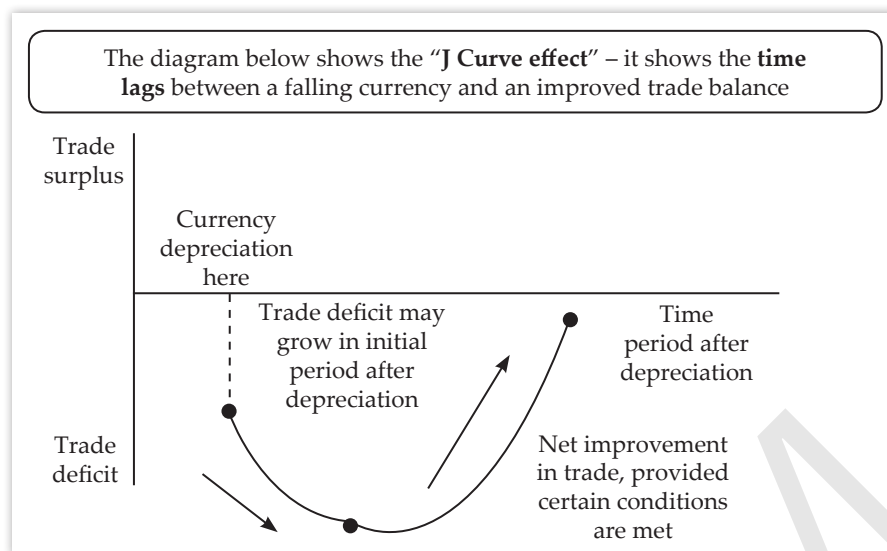 The diagram below shows the “J Curve effect” – it shows the time
lags between a falling currency and an improved trade balance
Trade
surplus
Currency
depreciation
here
Trade deficit may
grow in initial
period after
depreciation
Time
period after
depreciation
Trade
deficit
Net improvement
in trade, provided
certain conditions
are met